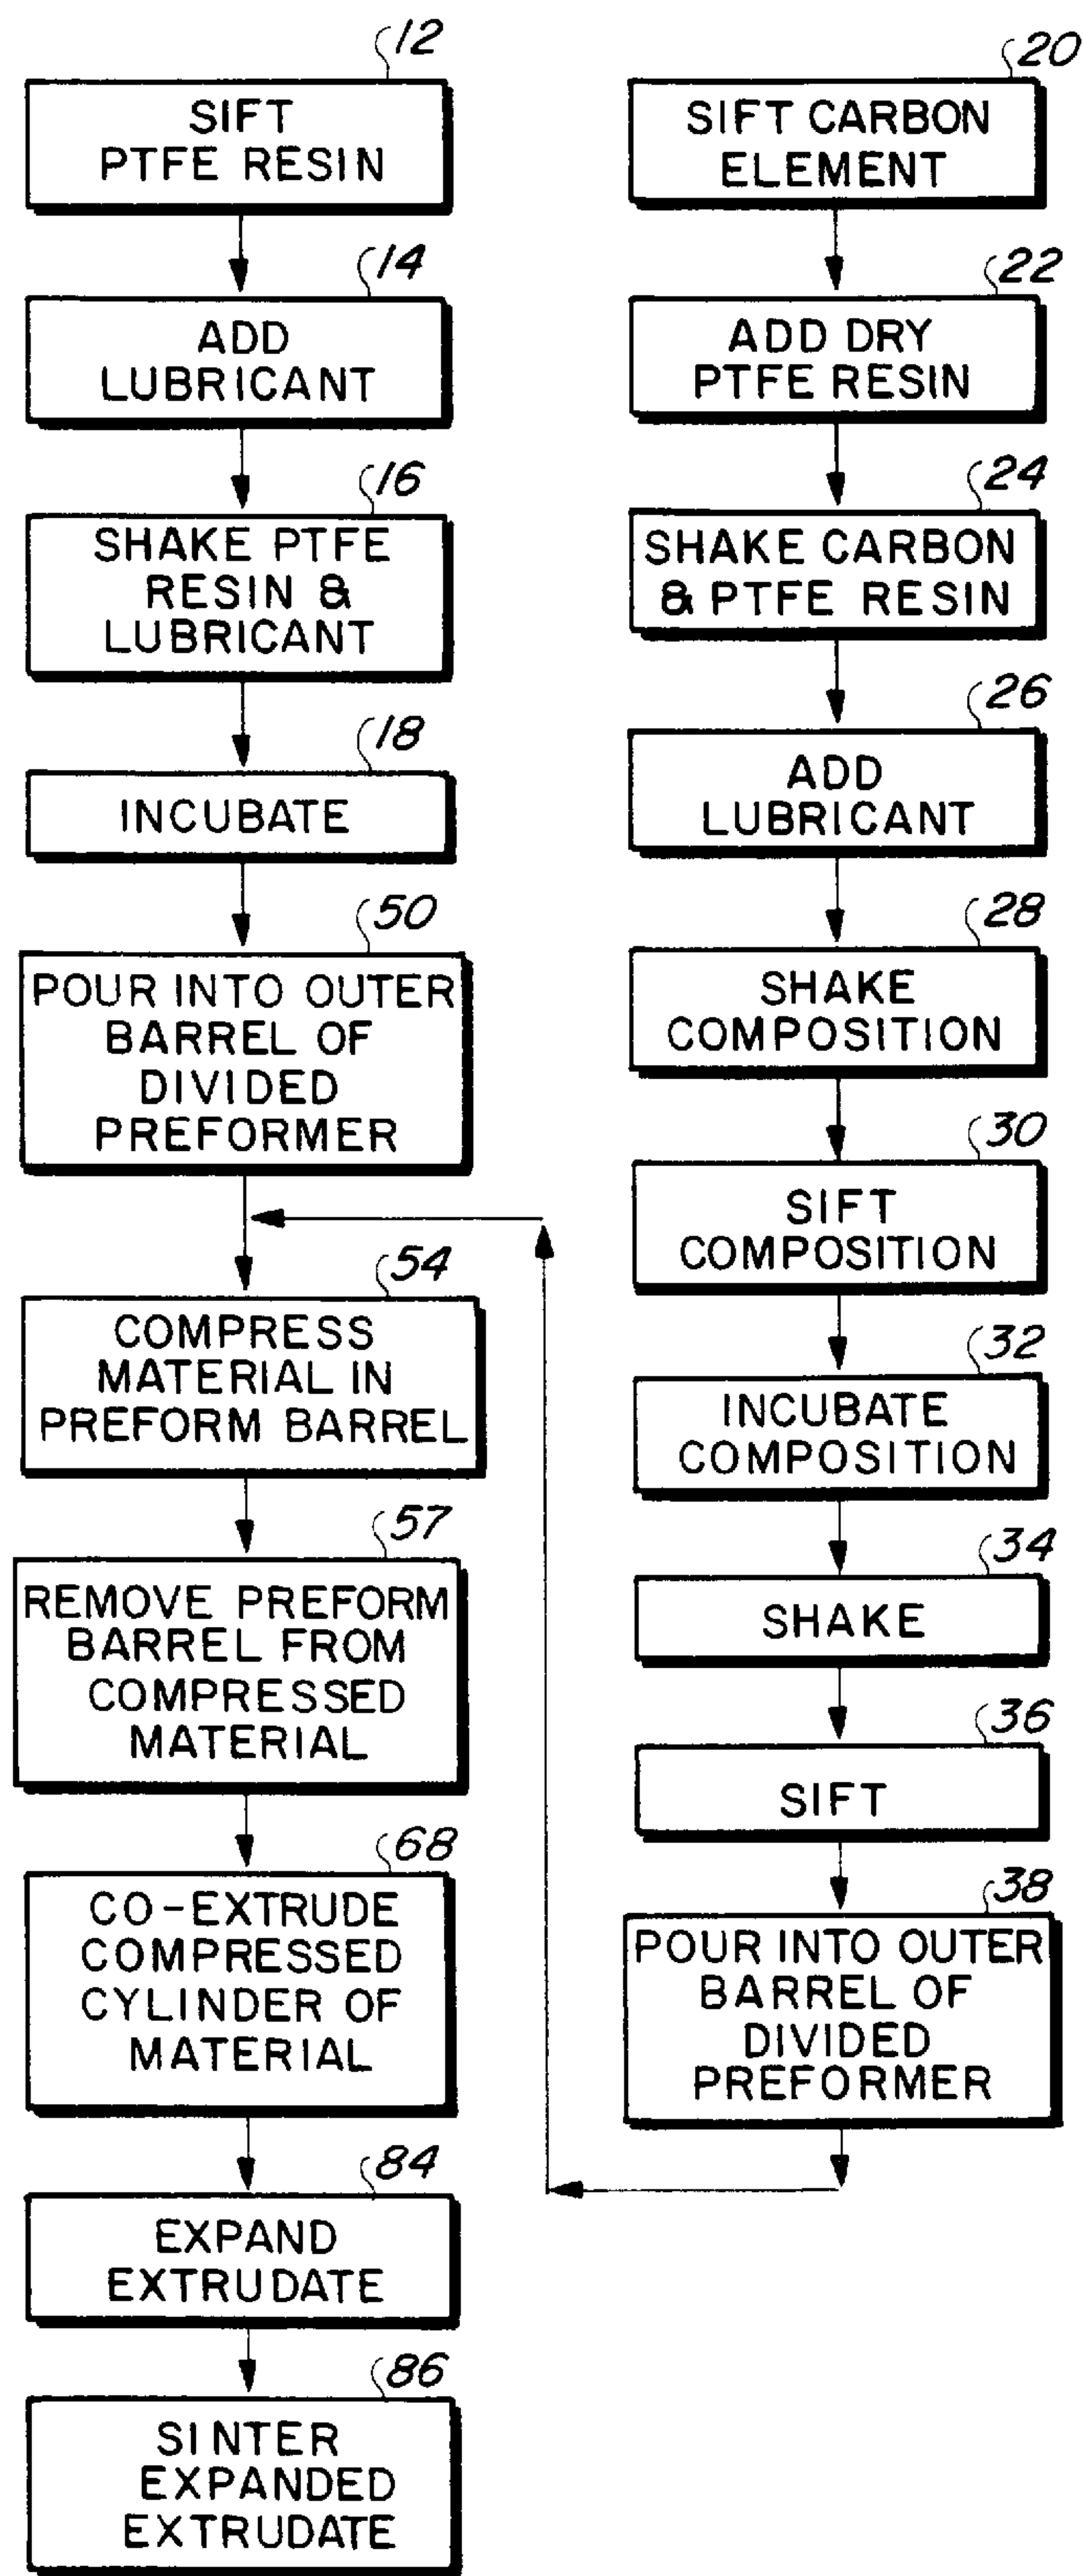 12
SIFT
PTFE RESIN
14
ADD
LUBRICANT
16
SHAKE PTFE
RESIN &
LUBRICANT
18
INCUBATE
50
POUR INTO OUTER
BARREL OF
DIVIDED
PREFORMER
54
COMPRESS
MATERIAL IN
PREFORM BARREL
57
REMOVE PREFORM
BARREL FROM
COMPRESSED
MATERIAL
68
CO-EXTRUDE
COMPRESSED
CYLINDER OF
MATERIAL
84
EXPAND
EXTRUDATE
86
SINTER
EXPANDED
EXTRUDATE
20
SIFT CARBON
ELEMENT
22
ADD DRY
PTFE RESIN
24
SHAKE CARBON
& PTFE RESIN
26
ADD
LUBRICANT
28
SHAKE
COMPOSITION
30
SIFT
COMPOSITION
32
INCUBATE
COMPOSITION
34
SHAKE
36
SIFT
38
POUR INTO OUTER
BARREL OF
DIVIDED
PREFORMER